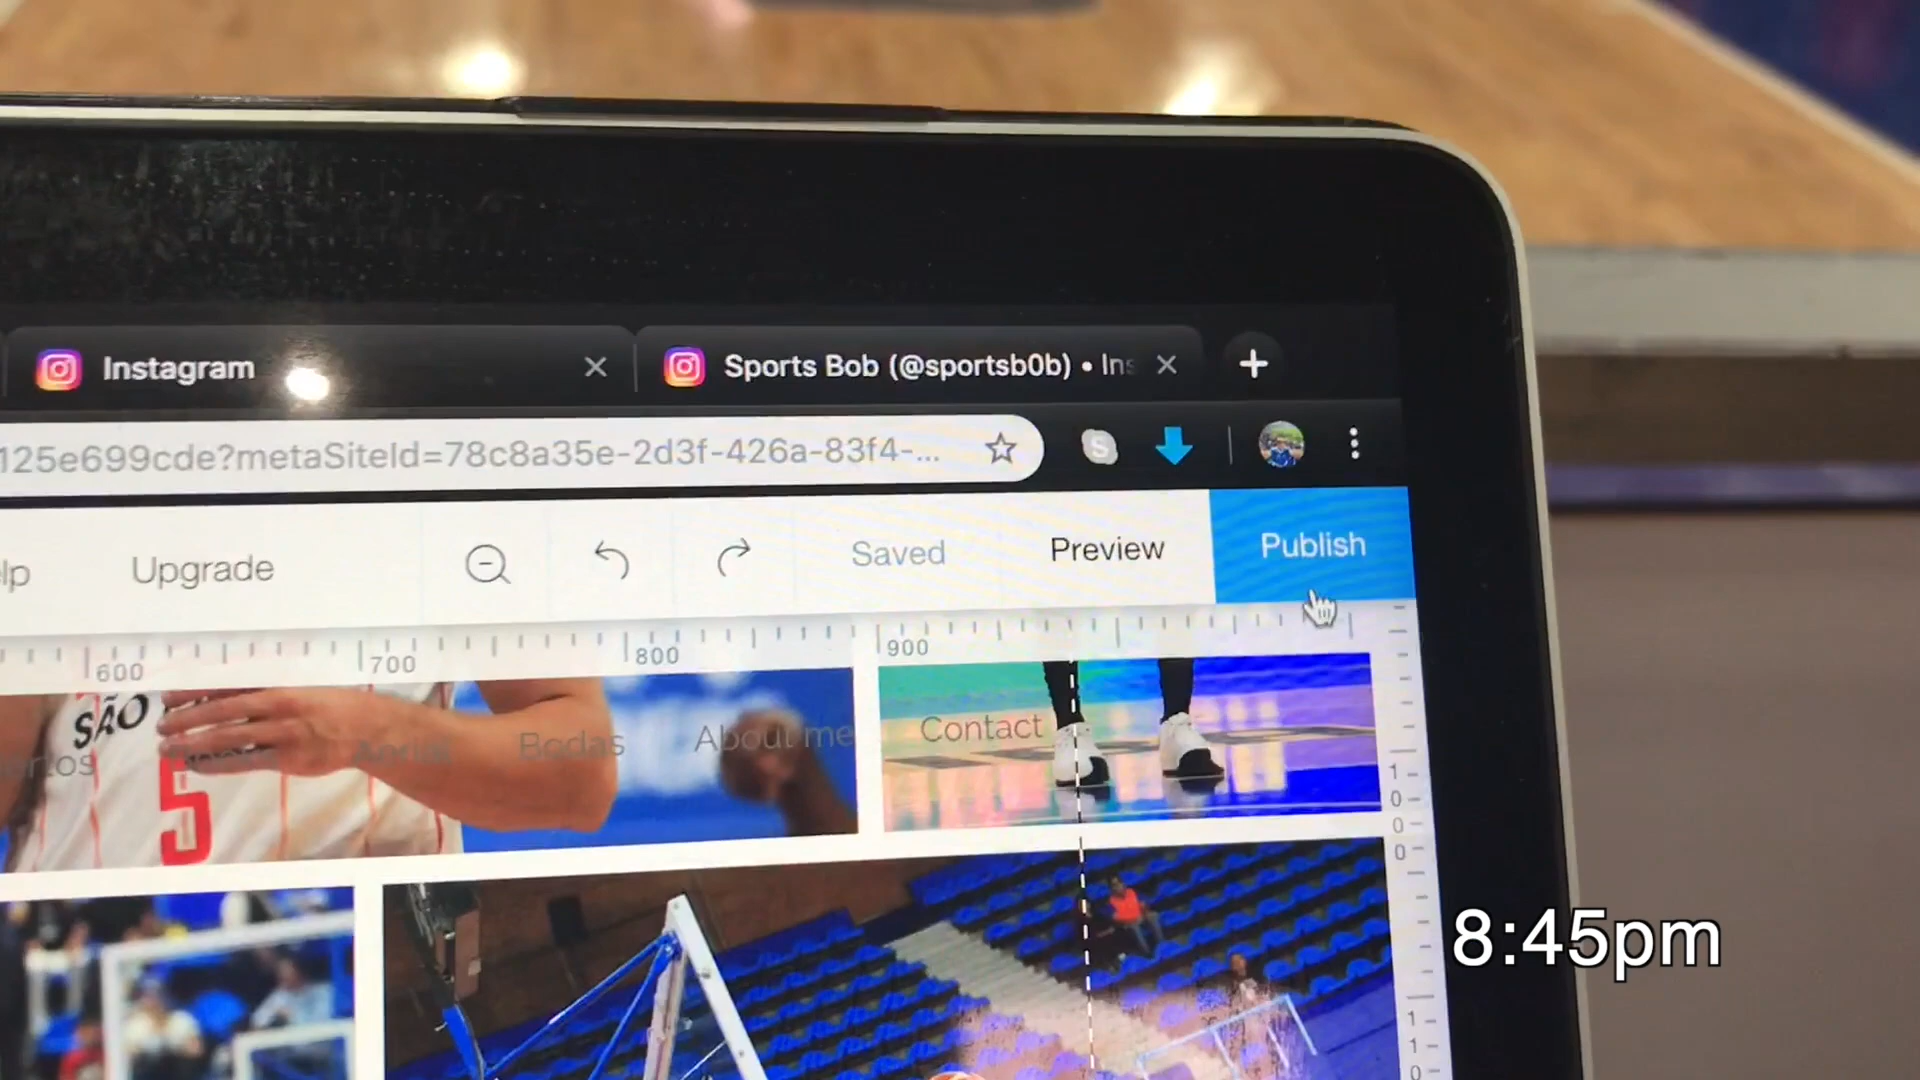 Instagram
Sports Bob (@sportsb0b) • Ins
125e699cde?metaSiteId=78c8a35e-2d3f-426a-83f4-...
lp
Upgrade
Saved
Preview
Publish
600
700
800
900
SÃO
5
Bodas
About me
Contact
8:45pm